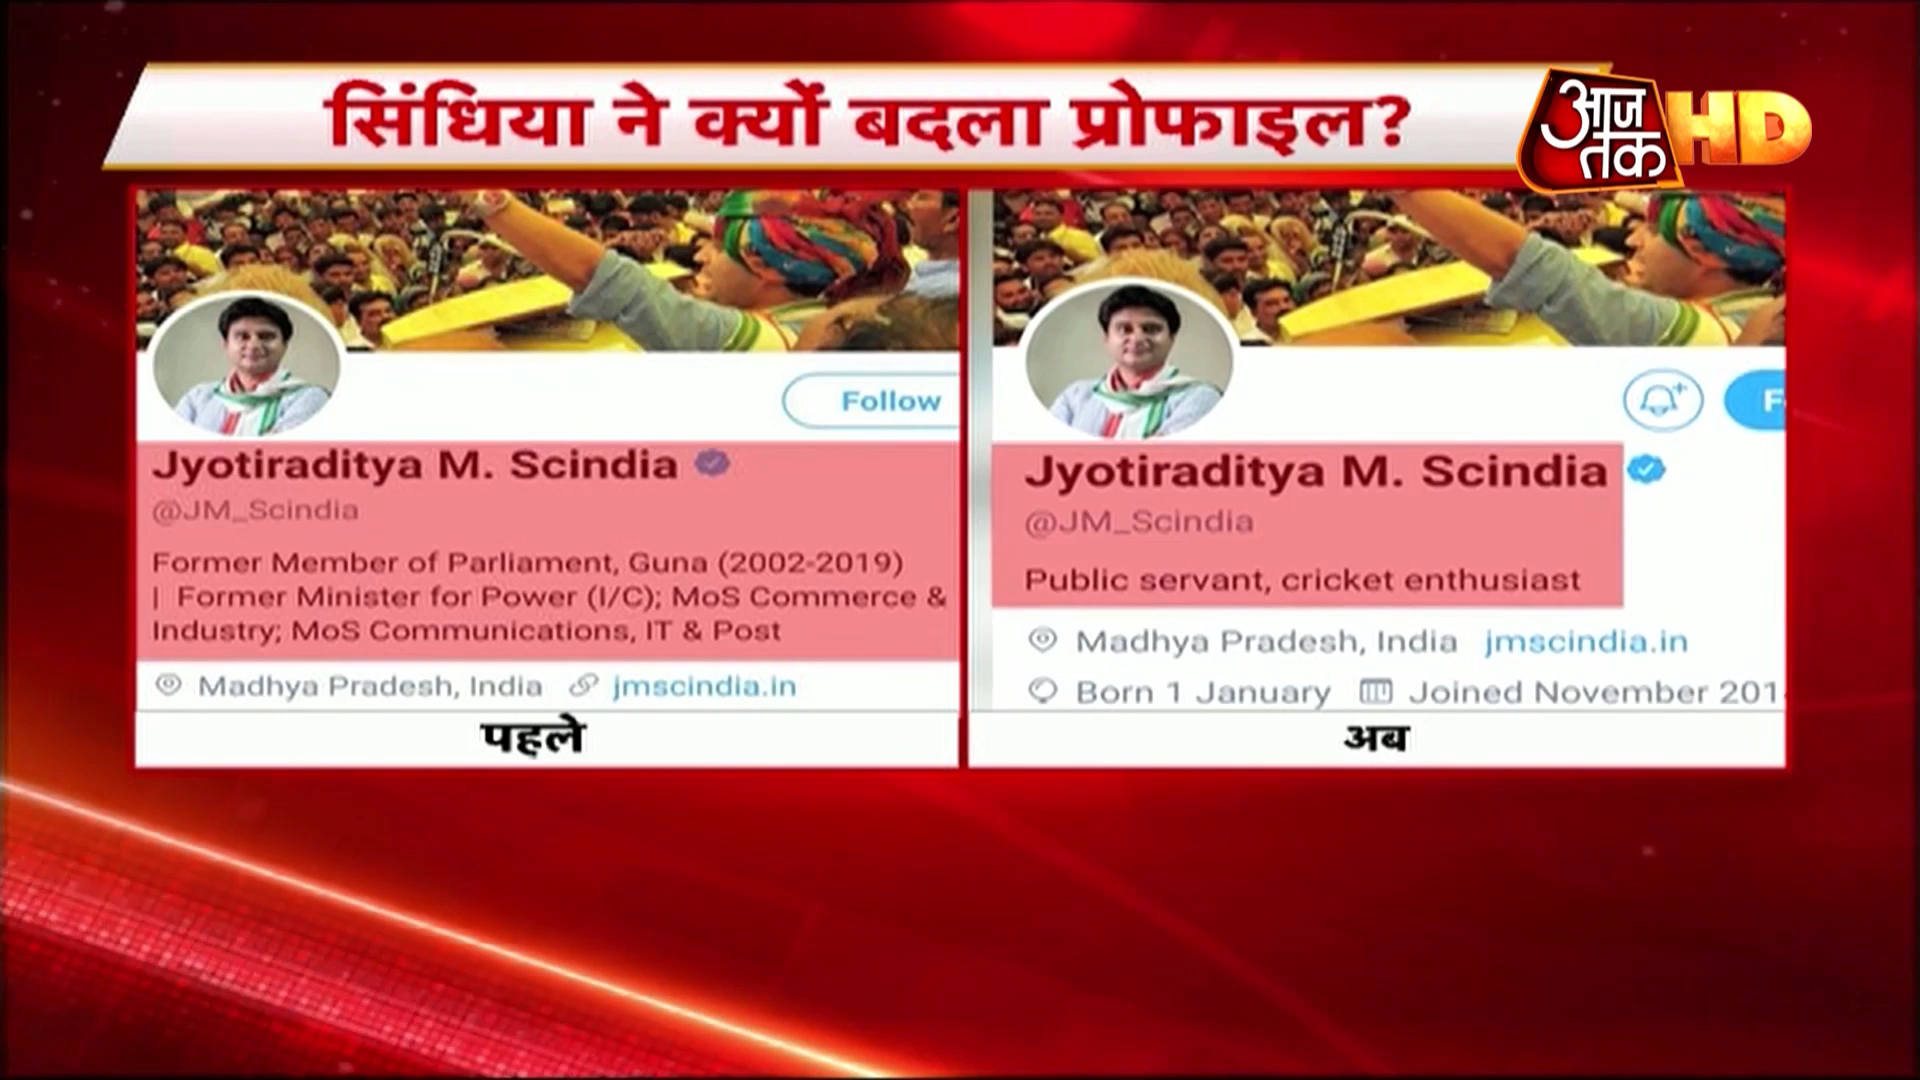 सिंधिया ने क्यों बदला प्रोफाइल?
आज
तक
HD
Follow
Jyotiraditya M. Scindia
@JM_Scindia
Former Member of Parliament, Guna (2002-2019)
| Former Minister for Power (I/C); MoS Commerce &
Industry; MoS Communications, IT & Post
Madhya Pradesh, India jmscindia.in
पहले
F
Jyotiraditya M. Scindia
@JM_Scindia
Public servant, cricket enthusiast
Madhya Pradesh, India jmscindia.in
Born 1 January Joined November 201
अब